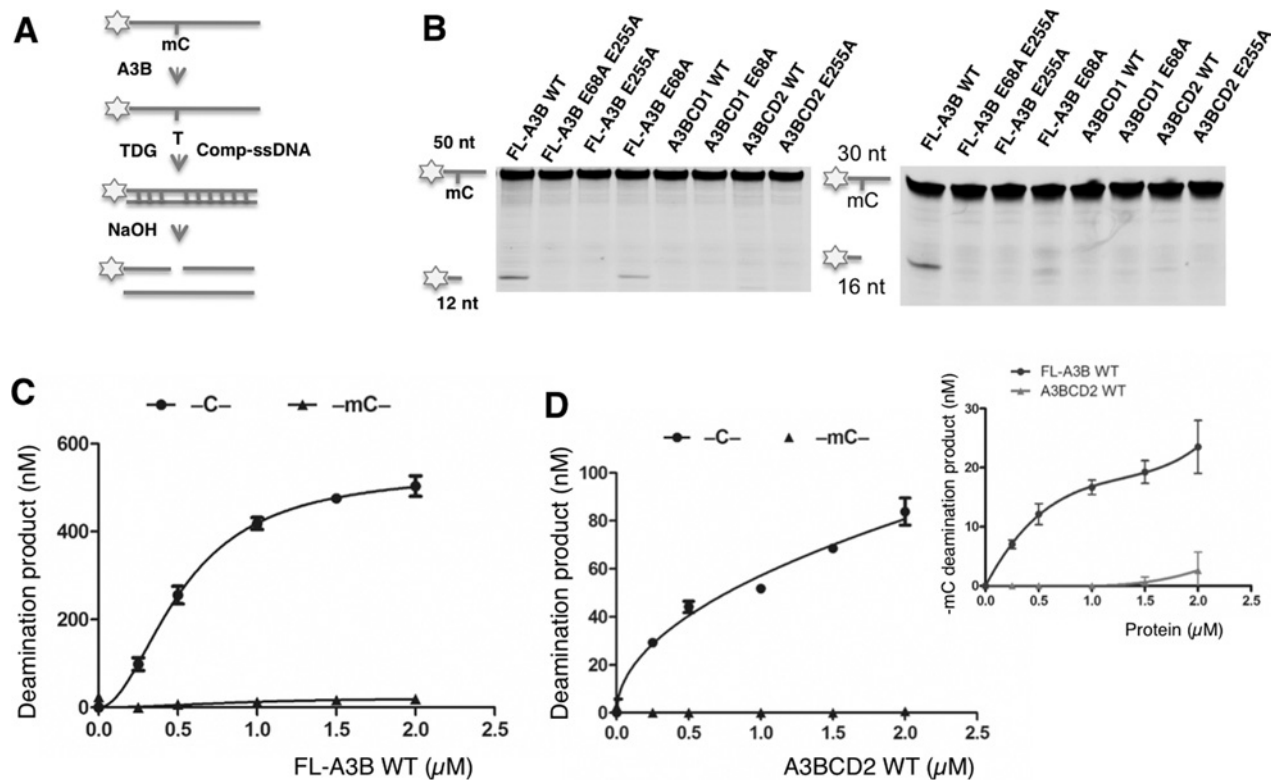 A
mC
A3B
T
TDG
Comp-ssDNA
NaOH
B
FL-A3B WT
FL-A3B E68A E255A
FL-A3B E255A
FL-A3B E68A
A3BCD1 WT
A3BCD1 E68A
A3BCD2 WT
A3BCD2 E255A
50 nt
mC
12 nt
FL-A3B WT
FL-A3B E68A E255A
FL-A3B E255A
FL-A3B E68A
A3BCD1 WT
A3BCD1 E68A
A3BCD2 WT
A3BCD2 E255A
30 nt
mC
16 nt
C
–C–
–mC–
Deamination product (nM)
600
400
200
0
0.0 0.5 1.0 1.5 2.0 2.5
FL-A3B WT (µM)
D
–C–
–mC–
Deamination product (nM)
100
80
60
40
20
0
0.0 0.5 1.0 1.5 2.0 2.5
A3BCD2 WT (µM)
FL-A3B WT
A3BCD2 WT
-mC deamination product (nM)
30
20
10
0
0.0 0.5 1.0 1.5 2.0 2.5
Protein (µM)